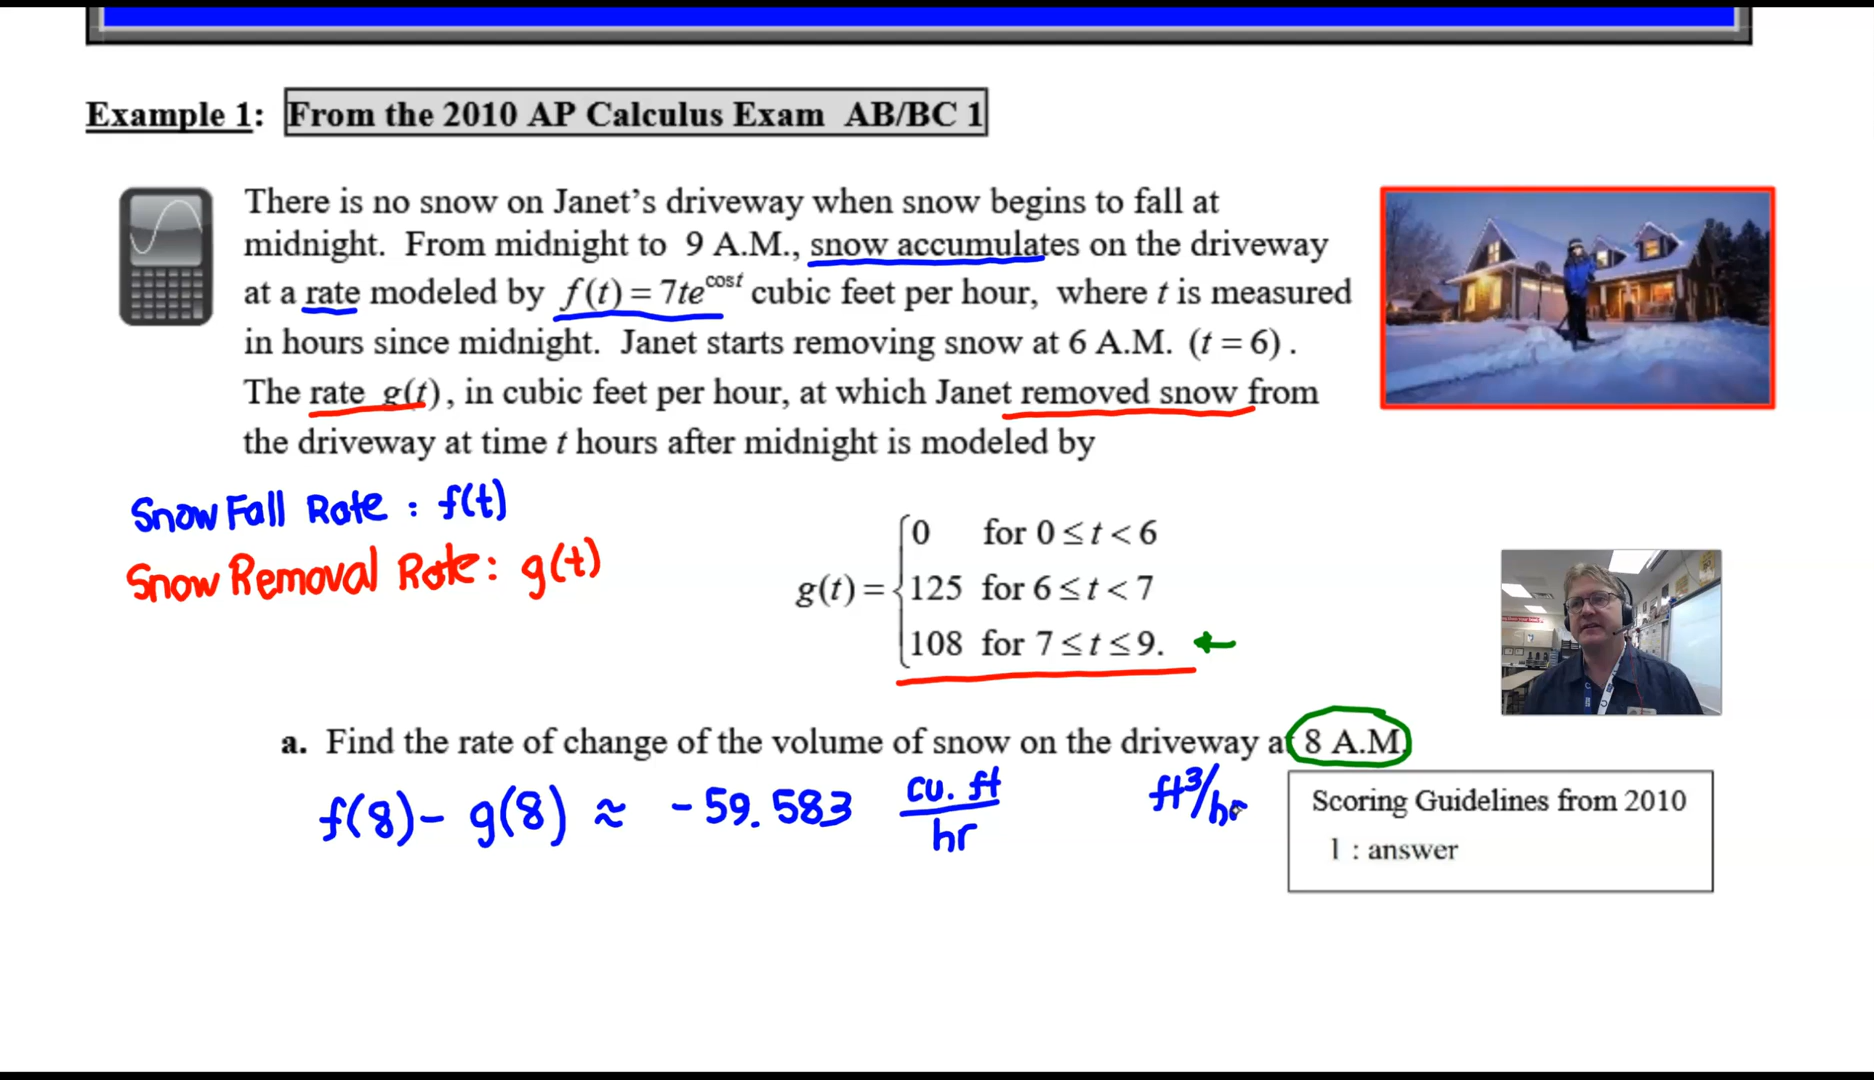 Example 1: From the 2010 AP Calculus Exam AB/BC 1
There is no snow on Janet’s driveway when snow begins to fall at
midnight. From midnight to 9 A.M., snow accumulates on the driveway
at a rate modeled by f(t) = 7te^cos t cubic feet per hour, where t is measured
in hours since midnight. Janet starts removing snow at 6 A.M. (t = 6).
The rate g(t), in cubic feet per hour, at which Janet removed snow from
the driveway at time t hours after midnight is modeled by
Snow Fall Rate : f(t)
Snow Removal Rate: g(t)
0 for 0 ≤ t < 6
g(t) = { 125 for 6 ≤ t < 7
108 for 7 ≤ t ≤ 9. ←
a. Find the rate of change of the volume of snow on the driveway at 8 A.M.
f(8) − g(8) ≈ −59.583 cu. ft / hr ft³/hr
Scoring Guidelines from 2010
1 : answer